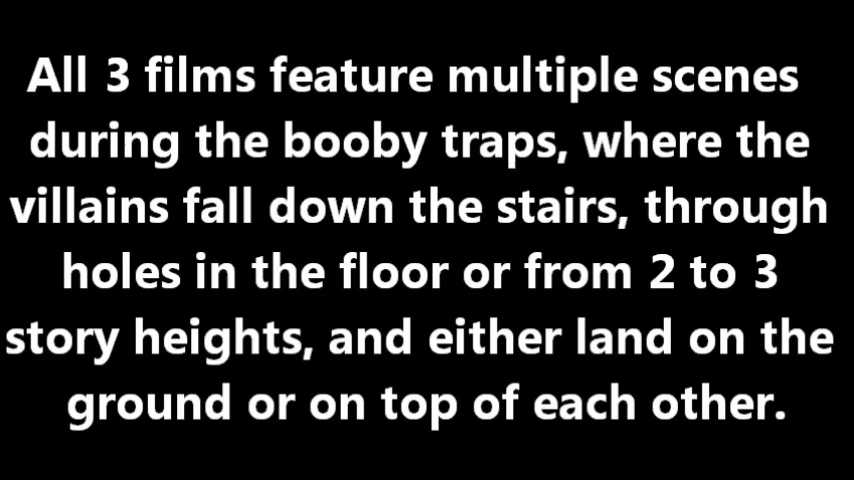 All 3 films feature multiple scenes
during the booby traps, where the
villains fall down the stairs, through
holes in the floor or from 2 to 3
story heights, and either land on the
ground or on top of each other.